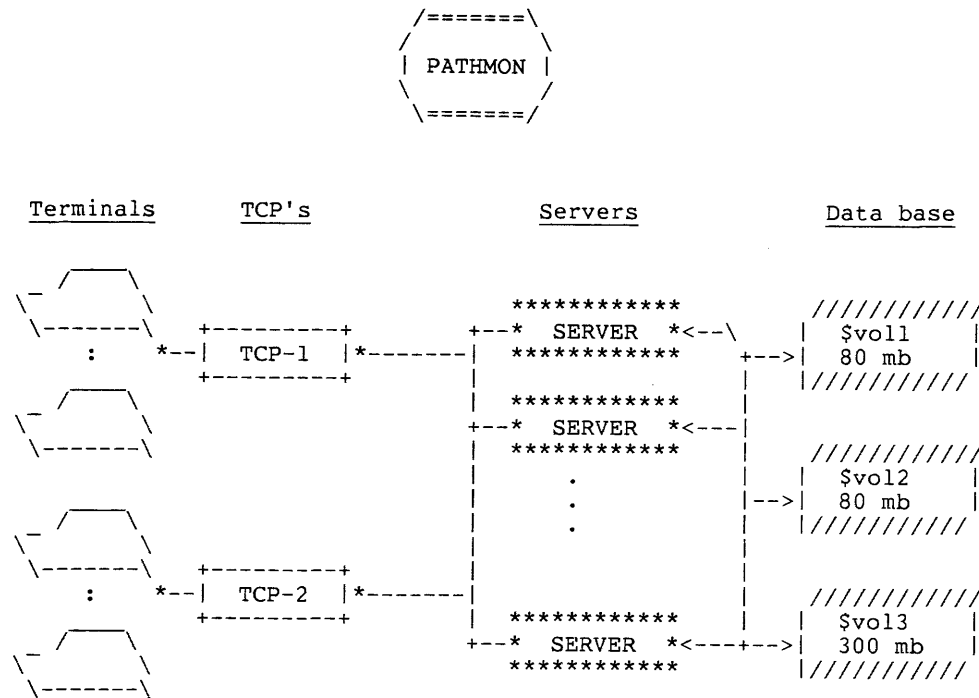 PATHMON
Terminals TCP's Servers Data base
SERVER
$vol1
TCP-1
80 mb
SERVER
$vol2
80 mb
TCP-2
$vol3
SERVER
300 mb